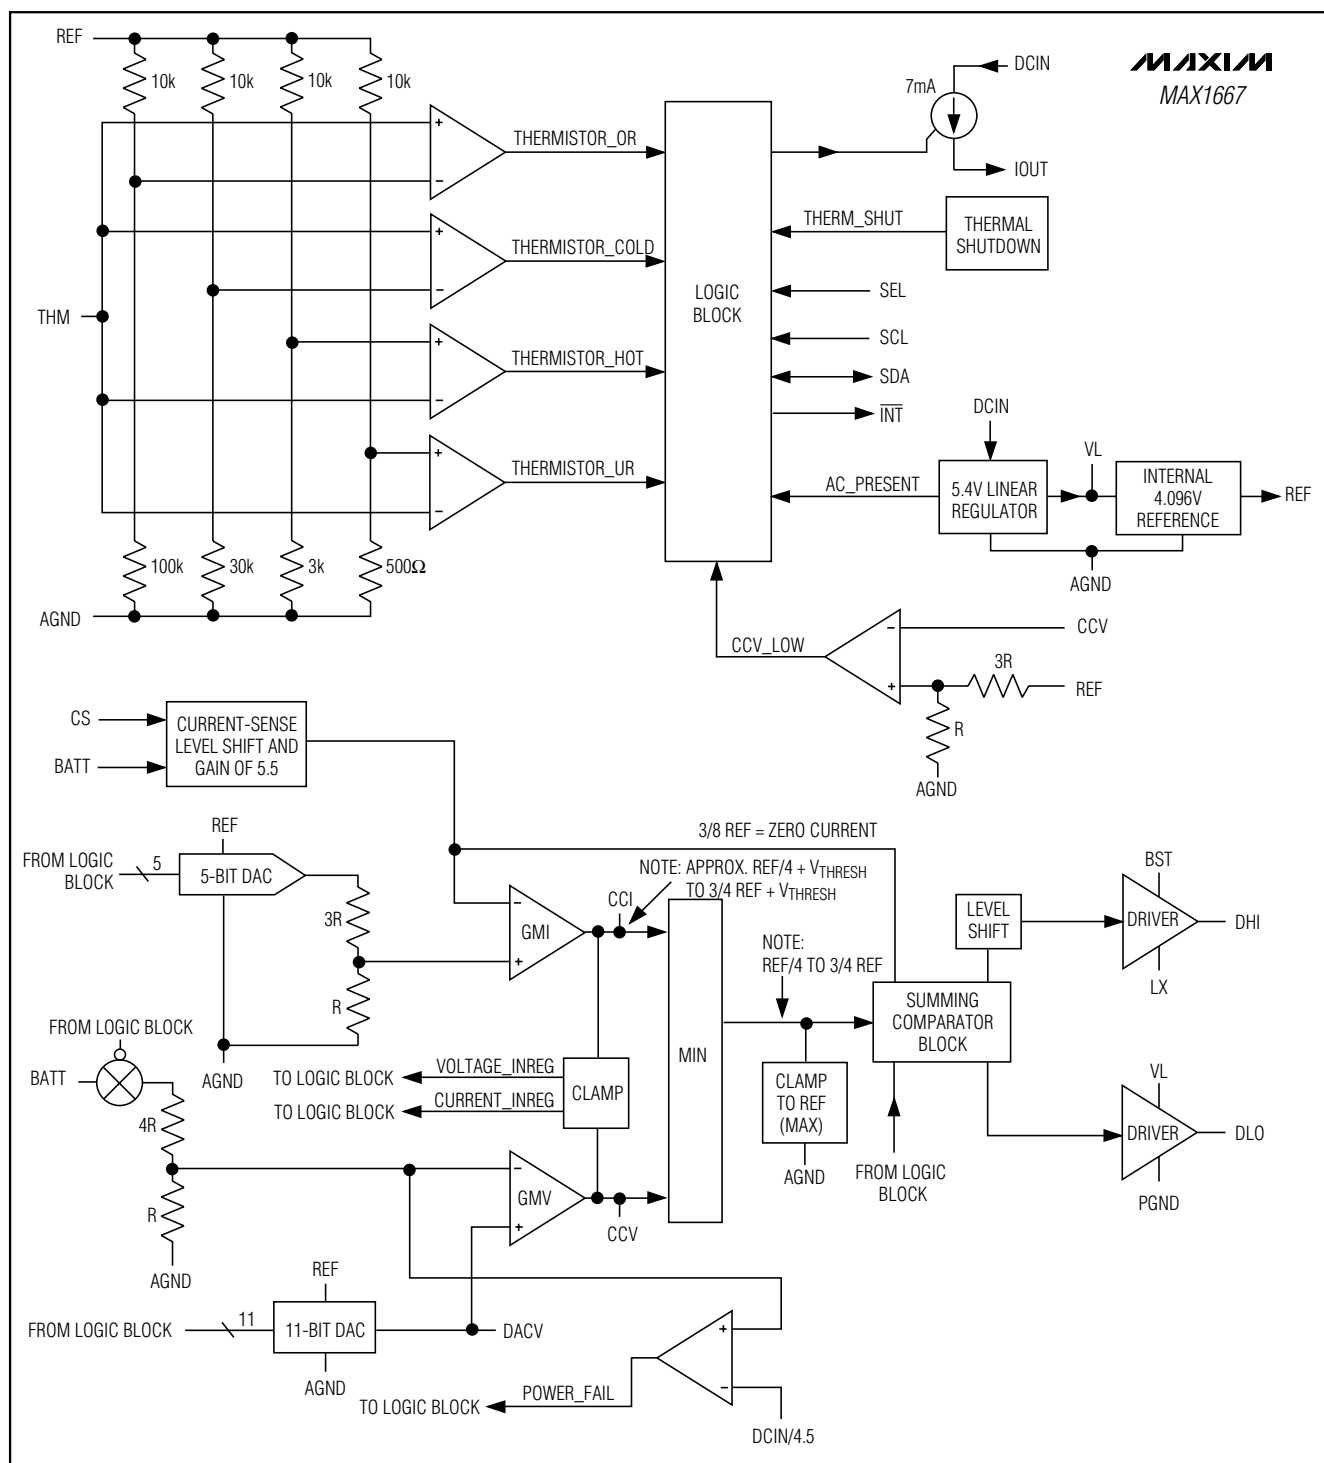 REF
10k
10k
10k
10k
7mA
DCIN
MAXIM
MAX1667
+
THERMISTOR_OR
IOUT
−
THERM_SHUT
THERMAL
SHUTDOWN
+
THERMISTOR_COLD
−
LOGIC
BLOCK
SEL
THM
SCL
+
THERMISTOR_HOT
−
SDA
INT
DCIN
+
THERMISTOR_UR
−
VL
AC_PRESENT
5.4V LINEAR
REGULATOR
INTERNAL
4.096V
REFERENCE
REF
100k
30k
3k
500Ω
AGND
AGND
−
CCV
CCV_LOW
3R
+
REF
R
AGND
CS
BATT
CURRENT-SENSE
LEVEL SHIFT AND
GAIN OF 5.5
REF
3/8 REF = ZERO CURRENT
FROM LOGIC
BLOCK
5
5-BIT DAC
NOTE: APPROX. REF/4 + VTHRESH
TO 3/4 REF + VTHRESH
CCI
BST
3R
−
GMI
+
LEVEL
SHIFT
DRIVER
DHI
NOTE:
REF/4 TO 3/4 REF
LX
R
SUMMING
COMPARATOR
BLOCK
FROM LOGIC BLOCK
MIN
BATT
AGND
VOLTAGE_INREG
TO LOGIC BLOCK
CURRENT_INREG
TO LOGIC BLOCK
CLAMP
CLAMP
TO REF
(MAX)
VL
4R
DRIVER
DLO
AGND
FROM LOGIC
BLOCK
−
GMV
+
R
CCV
PGND
AGND
REF
FROM LOGIC BLOCK
11
11-BIT DAC
DACV
+
AGND
−
TO LOGIC BLOCK
POWER_FAIL
DCIN/4.5